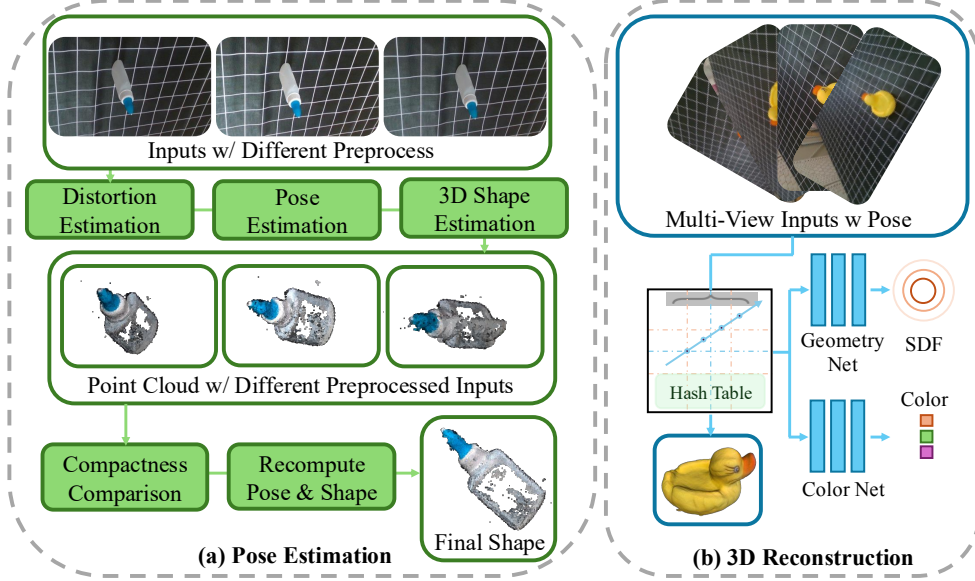 Inputs w/ Different Preprocess
Distortion
Estimation
Pose
Estimation
3D Shape
Estimation
Point Cloud w/ Different Preprocessed Inputs
Compactness
Comparison
Recompute
Pose & Shape
Final Shape
(a) Pose Estimation
Multi-View Inputs w Pose
Hash Table
Geometry
Net
SDF
Color
Color Net
(b) 3D Reconstruction